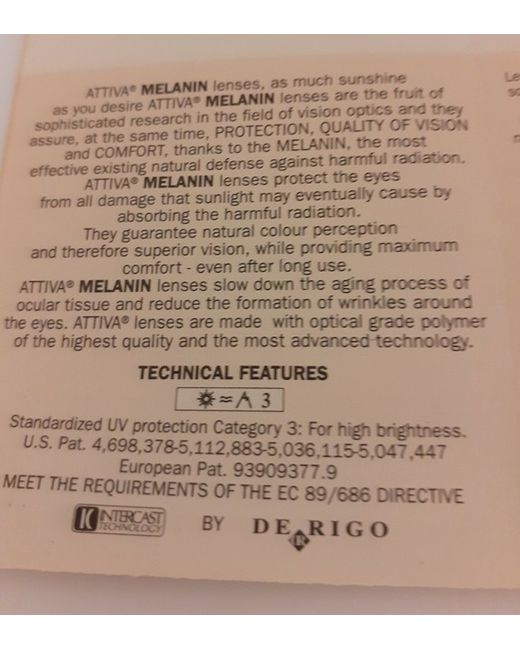 ATTIVA® MELANIN lenses, as much sunshine
as you desire ATTIVA® MELANIN lenses are the fruit of
sophisticated research in the field of vision optics and they
assure, at the same time, PROTECTION, QUALITY OF VISION
and COMFORT, thanks to the MELANIN, the most
effective existing natural defense against harmful radiation.
ATTIVA® MELANIN lenses protect the eyes
from all damage that sunlight may eventually cause by
absorbing the harmful radiation.
They guarantee natural colour perception
and therefore superior vision, while providing maximum
comfort - even after long use.
ATTIVA® MELANIN lenses slow down the aging process of
ocular tissue and reduce the formation of wrinkles around
the eyes. ATTIVA® lenses are made with optical grade polymer
of the highest quality and the most advanced technology.
TECHNICAL FEATURES
≈ 3
Standardized UV protection Category 3: For high brightness.
U.S. Pat. 4,698,378-5,112,883-5,036,115-5,047,447
European Pat. 93909377.9
MEET THE REQUIREMENTS OF THE EC 89/686 DIRECTIVE
INTERCAST TECHNOLOGY BY DE RIGO